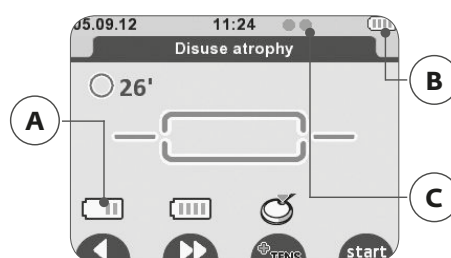 05.09.12 11:24
Disuse atrophy
B
26'
A
C
TENS
start